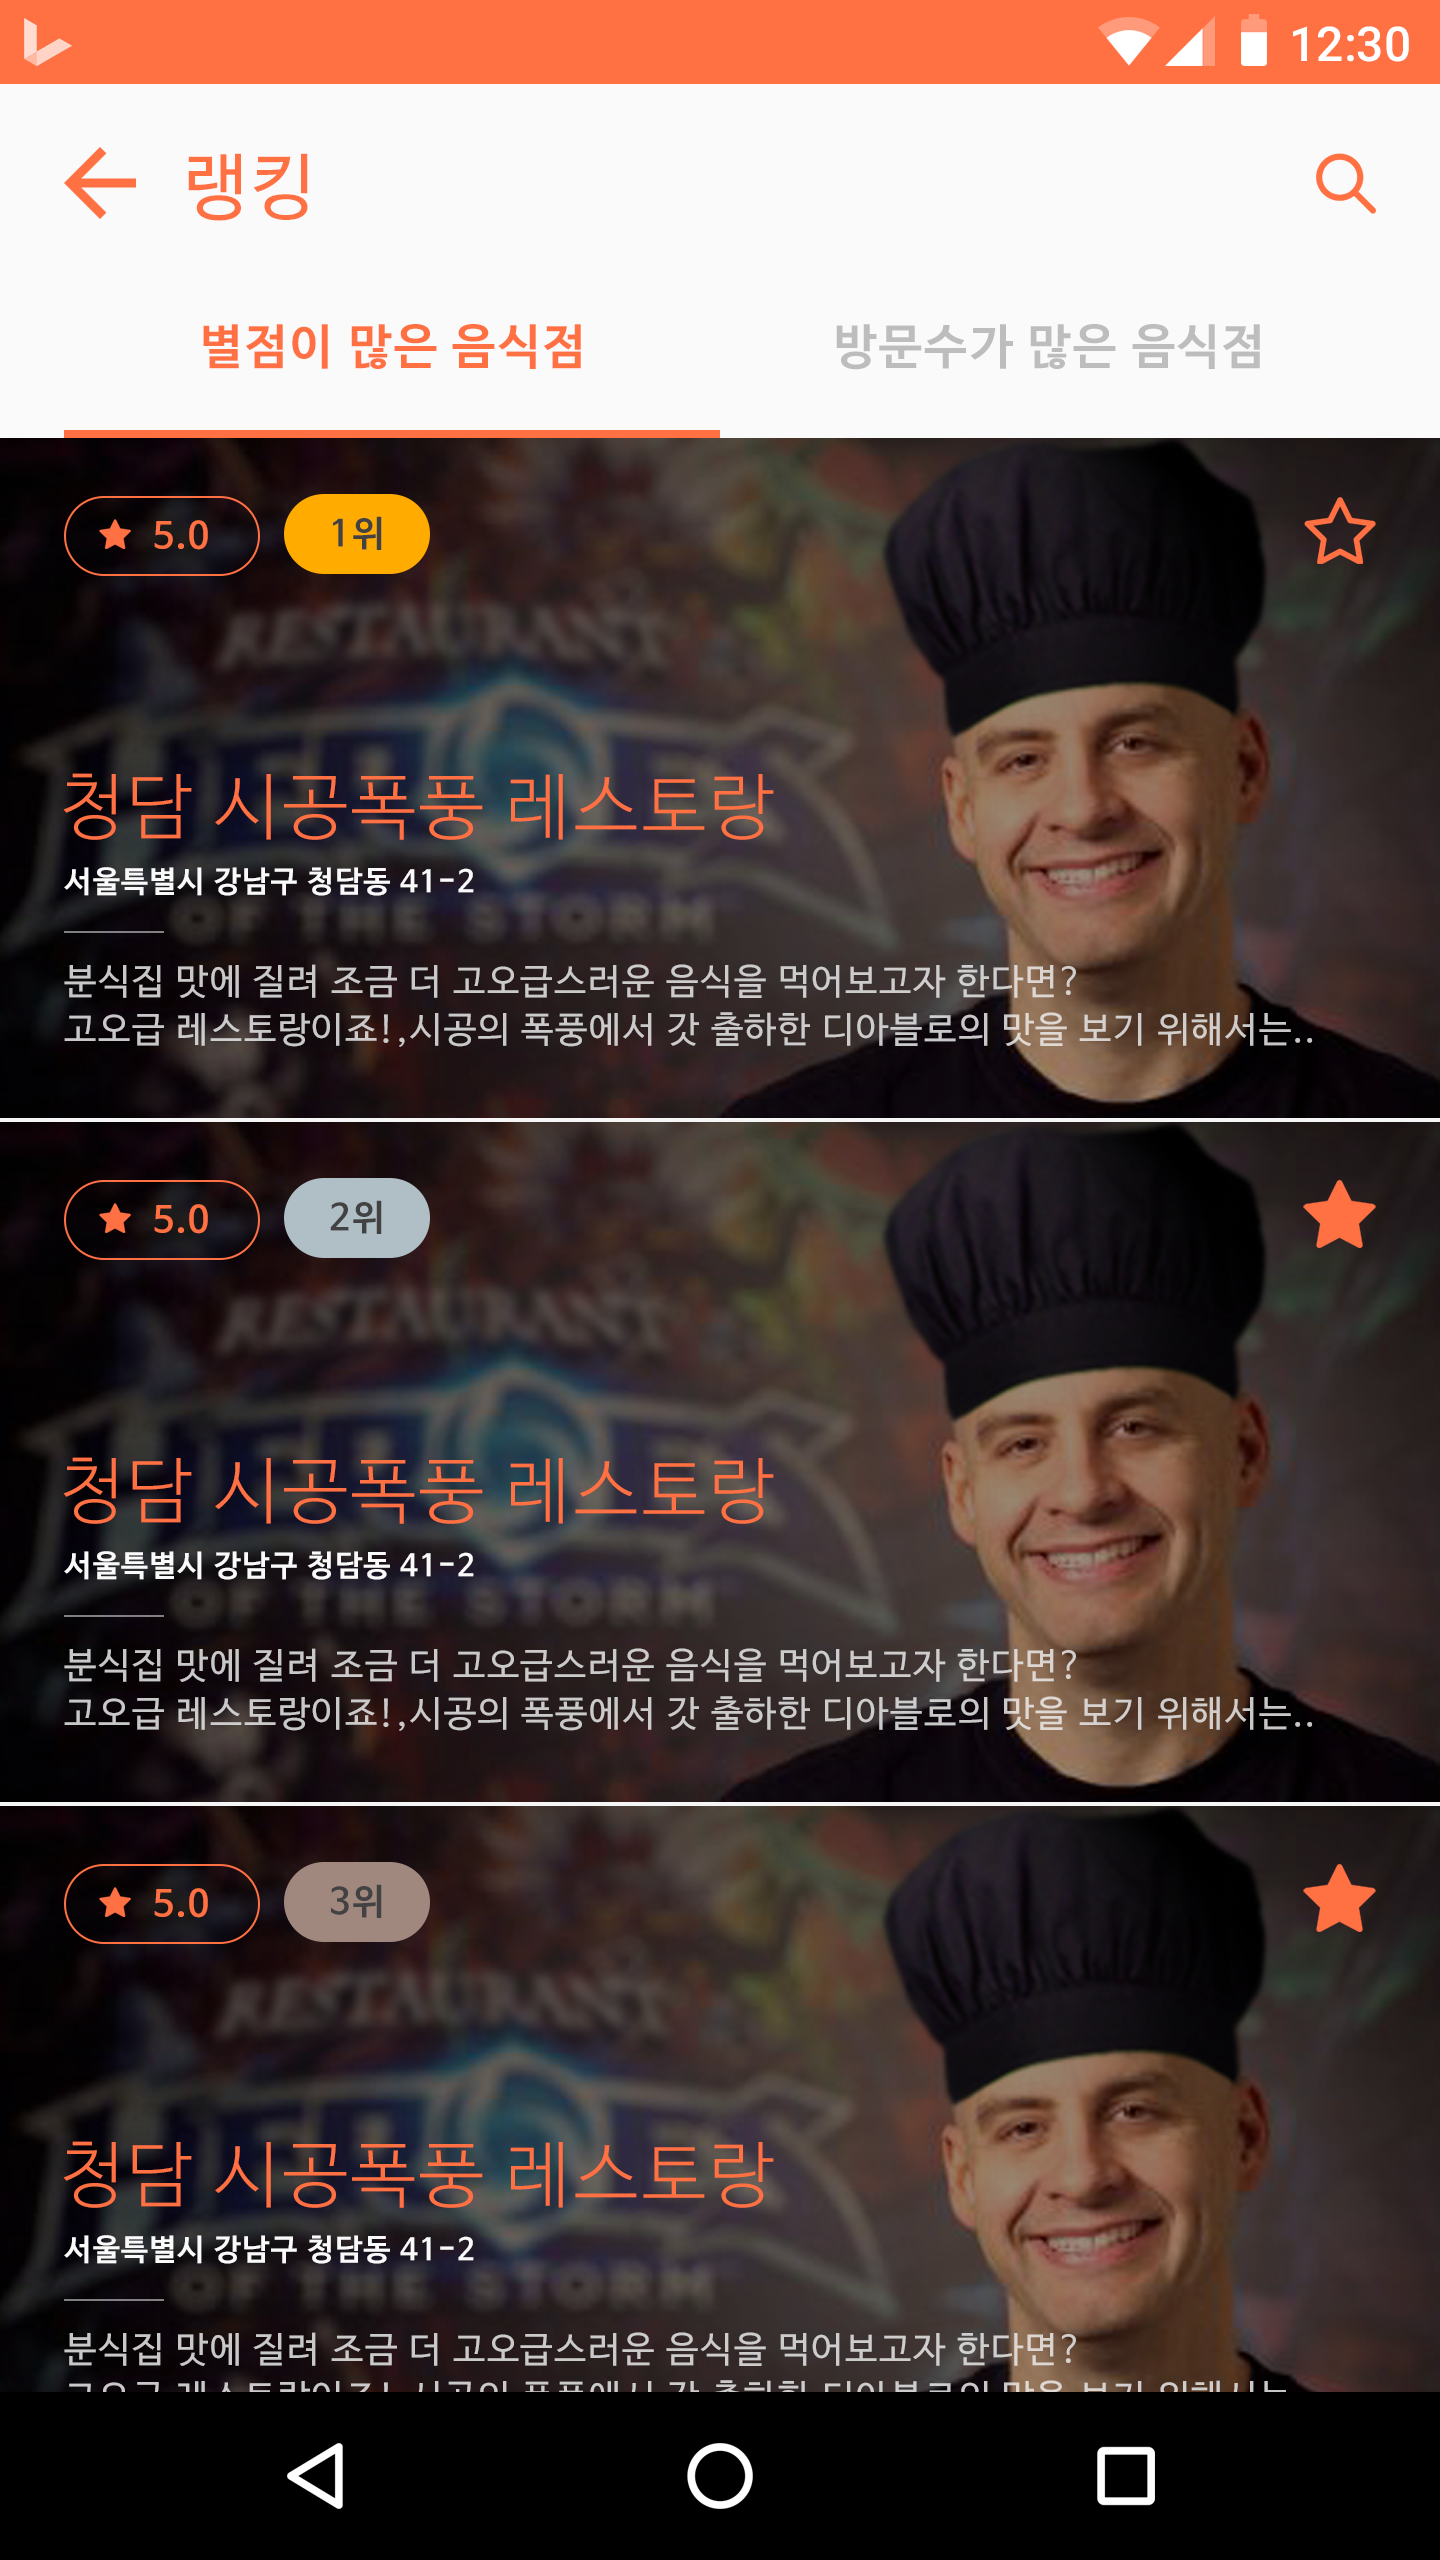 12:30
랭킹
별점이 많은 음식점
방문수가 많은 음식점
5.0
1위
RESTAURANT
청담 시공폭풍 레스토랑
서울특별시 강남구 청담동 41-2
OF THE STORM
분식집 맛에 질려 조금 더 고오급스러운 음식을 먹어보고자 한다면?
고오급 레스토랑이죠!,시공의 폭풍에서 갓 출하한 디아블로의 맛을 보기 위해서는..
5.0
2위
RESTAURANT
청담 시공폭풍 레스토랑
서울특별시 강남구 청담동 41-2
OF THE STORM
분식집 맛에 질려 조금 더 고오급스러운 음식을 먹어보고자 한다면?
고오급 레스토랑이죠!,시공의 폭풍에서 갓 출하한 디아블로의 맛을 보기 위해서는..
5.0
3위
RESTAURANT
청담 시공폭풍 레스토랑
서울특별시 강남구 청담동 41-2
OF THE STORM
분식집 맛에 질려 조금 더 고오급스러운 음식을 먹어보고자 한다면?